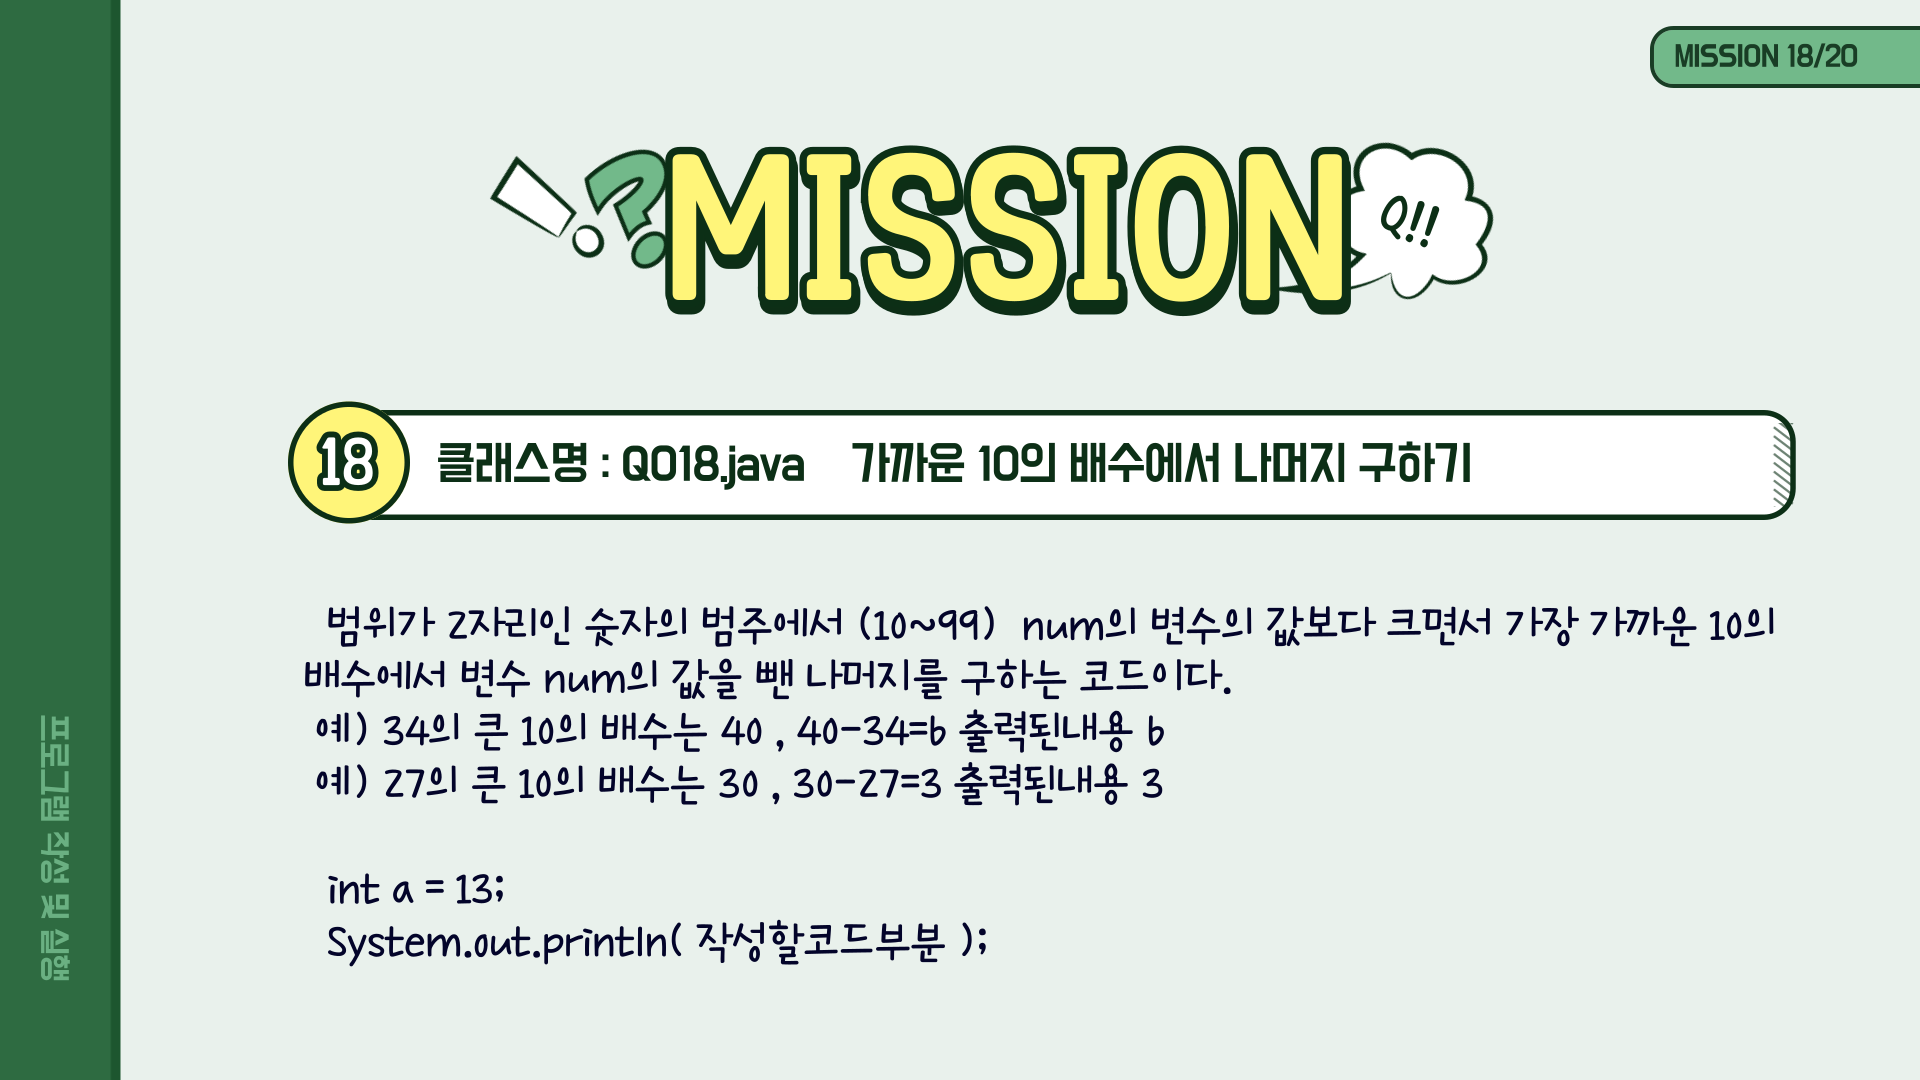 MISSION 18/20
MISSION
Q!!
18 클래스명 : Q018.java 가까운 10의 배수에서 나머지 구하기
범위가 2자리인 숫자의 범주에서 (10~99) num의 변수의 값보다 크면서 가장 가까운 10의
배수에서 변수 num의 값을 뺀 나머지를 구하는 코드이다.
예) 34의 큰 10의 배수는 40 , 40-34=6 출력된내용 6
예) 27의 큰 10의 배수는 30 , 30-27=3 출력된내용 3
int a = 13;
System.out.println( 작성할코드부분 );
프로그램 작성 및 실행